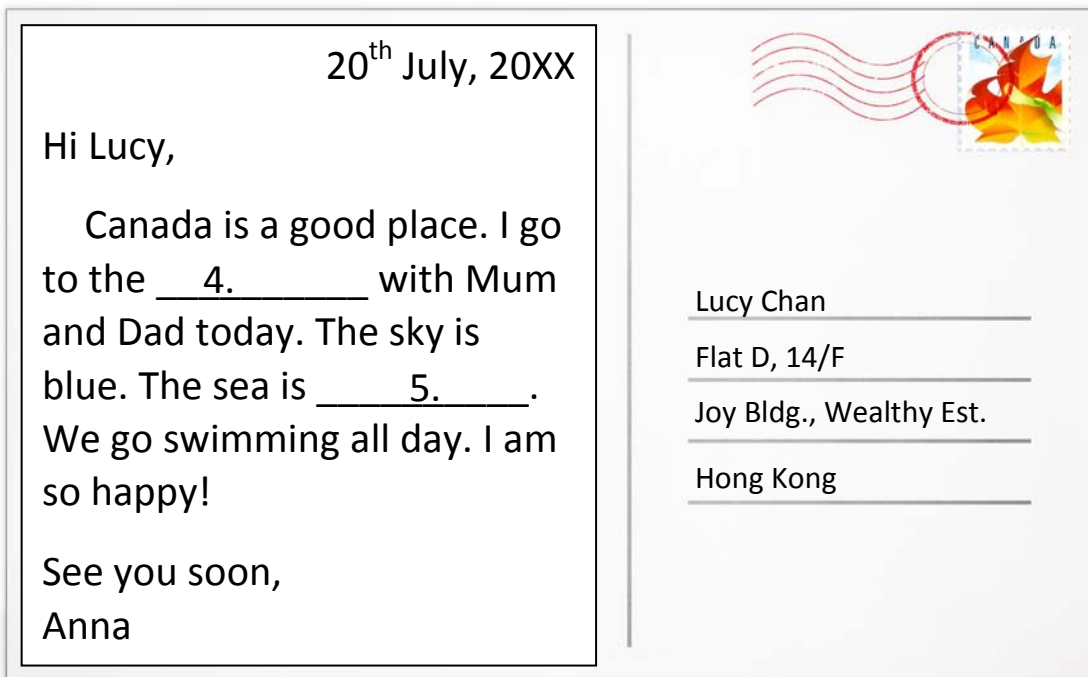 20th July, 20XX
Hi Lucy,
Canada is a good place. I go
to the __4.______ with Mum
and Dad today. The sky is
blue. The sea is ____5.____.
We go swimming all day. I am
so happy!
See you soon,
Anna
CANADA
Lucy Chan
Flat D, 14/F
Joy Bldg., Wealthy Est.
Hong Kong